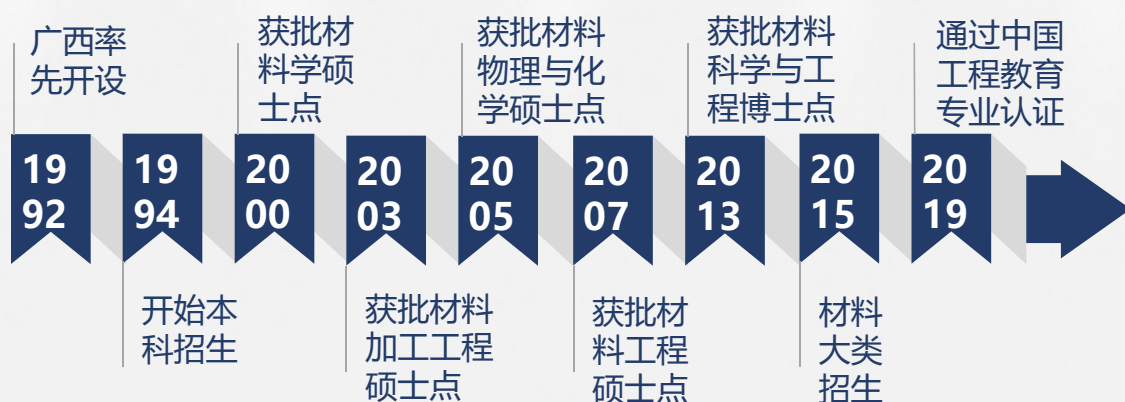 广西率
先开设
获批材
料学硕
士点
获批材料
物理与化
学硕士点
获批材料
科学与工
程博士点
通过中国
工程教育
专业认证
19
92
19
94
20
00
20
03
20
05
20
07
20
13
20
15
20
19
开始本
科招生
获批材料
加工工程
硕士点
获批材
料工程
硕士点
材料
大类
招生